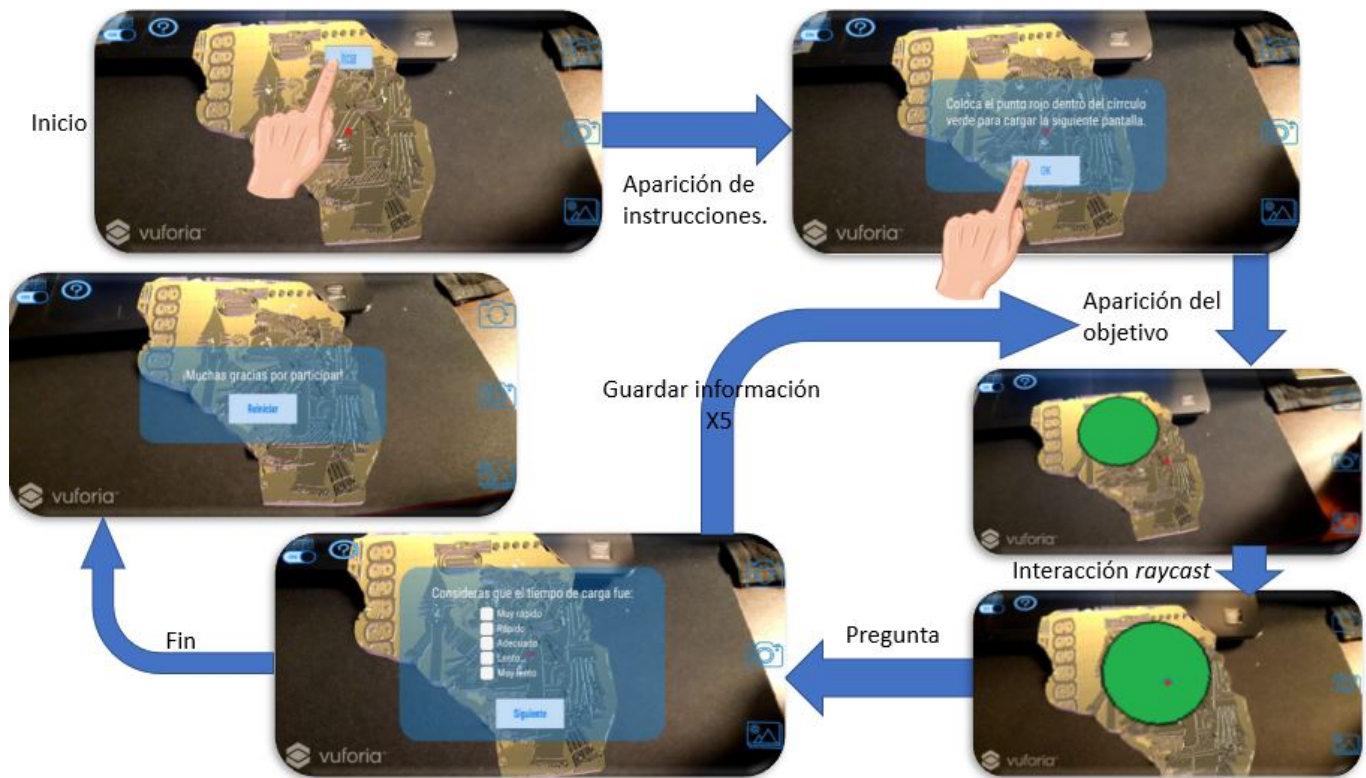 Inicio
Iniciar
vuforia
Aparición de
instrucciones.
Coloca el punto rojo dentro del círculo
verde para cargar la siguiente pantalla.
OK
vuforia
Aparición del
objetivo
vuforia
Interacción raycast
vuforia
Pregunta
Consideras que el tiempo de carga fue:
Muy rápido
Rápido
Adecuado
Lento
Muy lento
Siguiente
vuforia
Guardar información
X5
Fin
¡Muchas gracias por participar!
Reiniciar
vuforia